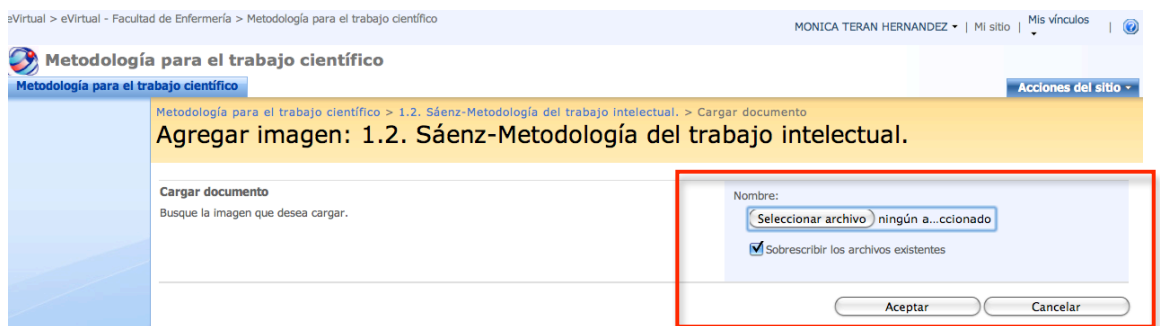 eVirtual > eVirtual - Facultad de Enfermería > Metodología para el trabajo científico
MONICA TERAN HERNANDEZ | Mi sitio | Mis vínculos |
Metodología para el trabajo científico
Metodología para el trabajo científico
Acciones del sitio
Metodología para el trabajo científico > 1.2. Sáenz-Metodología del trabajo intelectual. > Cargar documento
Agregar imagen: 1.2. Sáenz-Metodología del trabajo intelectual.
Cargar documento
Busque la imagen que desea cargar.
Nombre:
Seleccionar archivo ningún a...ccionado
Sobrescribir los archivos existentes
Aceptar Cancelar